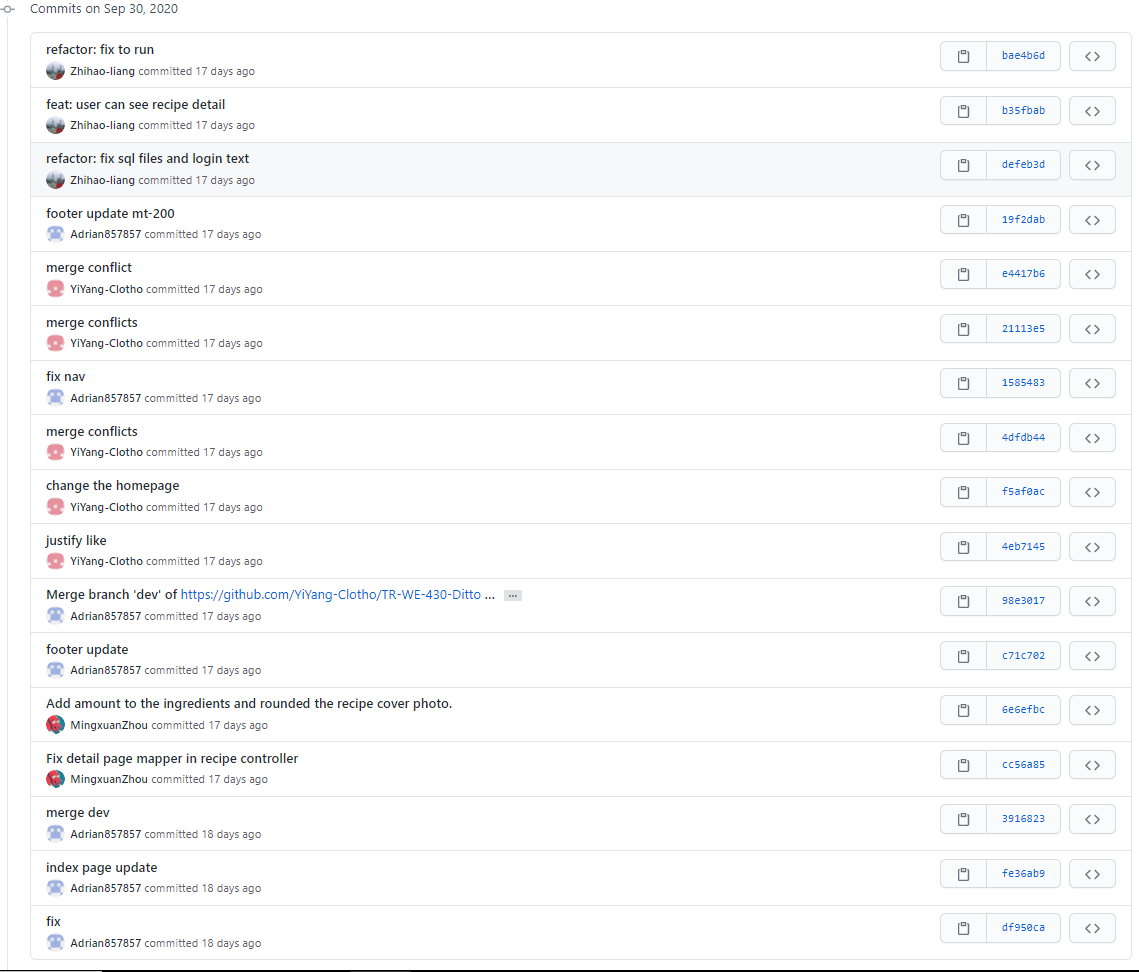 Commits on Sep 30, 2020
refactor: fix to run
bae4b6d
Zhihao-liang committed 17 days ago
feat: user can see recipe detail
b35fbab
Zhihao-liang committed 17 days ago
refactor: fix sql files and login text
defeb3d
Zhihao-liang committed 17 days ago
footer update mt-200
19f2dab
Adrian857857 committed 17 days ago
merge conflict
e4417b6
YiYang-Clotho committed 17 days ago
merge conflicts
21113e5
YiYang-Clotho committed 17 days ago
fix nav
1585483
Adrian857857 committed 17 days ago
merge conflicts
4dfdb44
YiYang-Clotho committed 17 days ago
change the homepage
f5af0ac
YiYang-Clotho committed 17 days ago
justify like
4eb7145
YiYang-Clotho committed 17 days ago
Merge branch 'dev' of https://github.com/YiYang-Clotho/TR-WE-430-Ditto ... ...
98e3017
Adrian857857 committed 17 days ago
footer update
c71c702
Adrian857857 committed 17 days ago
Add amount to the ingredients and rounded the recipe cover photo.
6e6efbc
MingxuanZhou committed 17 days ago
Fix detail page mapper in recipe controller
cc56a85
MingxuanZhou committed 17 days ago
merge dev
3916823
Adrian857857 committed 18 days ago
index page update
fe36ab9
Adrian857857 committed 18 days ago
fix
df950ca
Adrian857857 committed 18 days ago